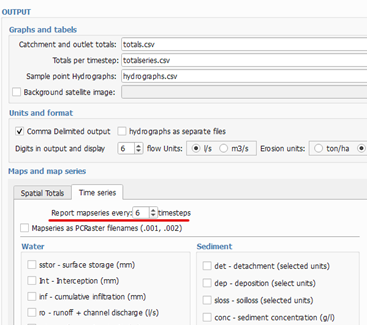 OUTPUT
Graphs and tabels
Catchment and outlet totals: totals.csv
Totals per timestep: totalseries.csv
Sample point Hydrographs: hydrographs.csv
Background satellite image:
Units and format
Comma Delimited output hydrographs as separate files
Digits in output and display 6 flow Units: l/s m3/s Erosion units: ton/ha
Maps and map series
Spatial Totals Time series
Report mapseries every: 6 timesteps
Mapseries as PCRaster filenames (.001, .002)
Water Sediment
sstor - surface storage (mm) det - detachment (selected units)
Int - Interception (mm) dep - deposition (select units)
inf - cumulative infiltration (mm) sloss - soilloss (selected units)
ro - runoff + channel discharge (l/s) conc - sediment concentration (g/l)